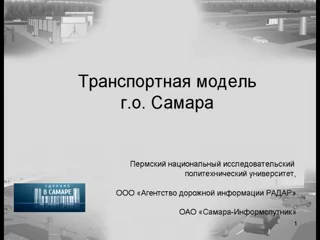 Транспортная модель
г.о. Самара
Пермский национальный исследовательский
политехнический университет,
ООО «Агентство дорожной информации РАДАР»
ОАО «Самара-Информспутник»
СДЕЛАНО
В САМАРЕ
1